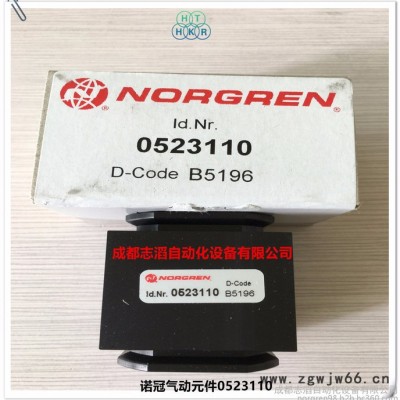 HT
HKR
NORGREN
Id.Nr.
0523110
D-Code B5196
成都志滔自动化设备有限公司
NORGREN D-Code
Id.Nr. 0523110 B5196
诺冠气动元件0523110
www.zgwjw66.cn